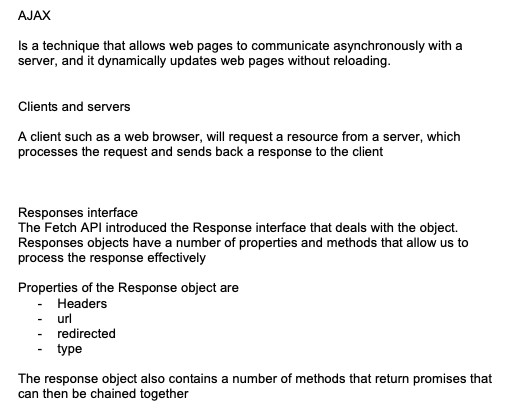 AJAX
Is a technique that allows web pages to communicate asynchronously with a
server, and it dynamically updates web pages without reloading.
Clients and servers
A client such as a web browser, will request a resource from a server, which
processes the request and sends back a response to the client
Responses interface
The Fetch API introduced the Response interface that deals with the object.
Responses objects have a number of properties and methods that allow us to
process the response effectively
Properties of the Response object are
- Headers
- url
- redirected
- type
The response object also contains a number of methods that return promises that
can then be chained together